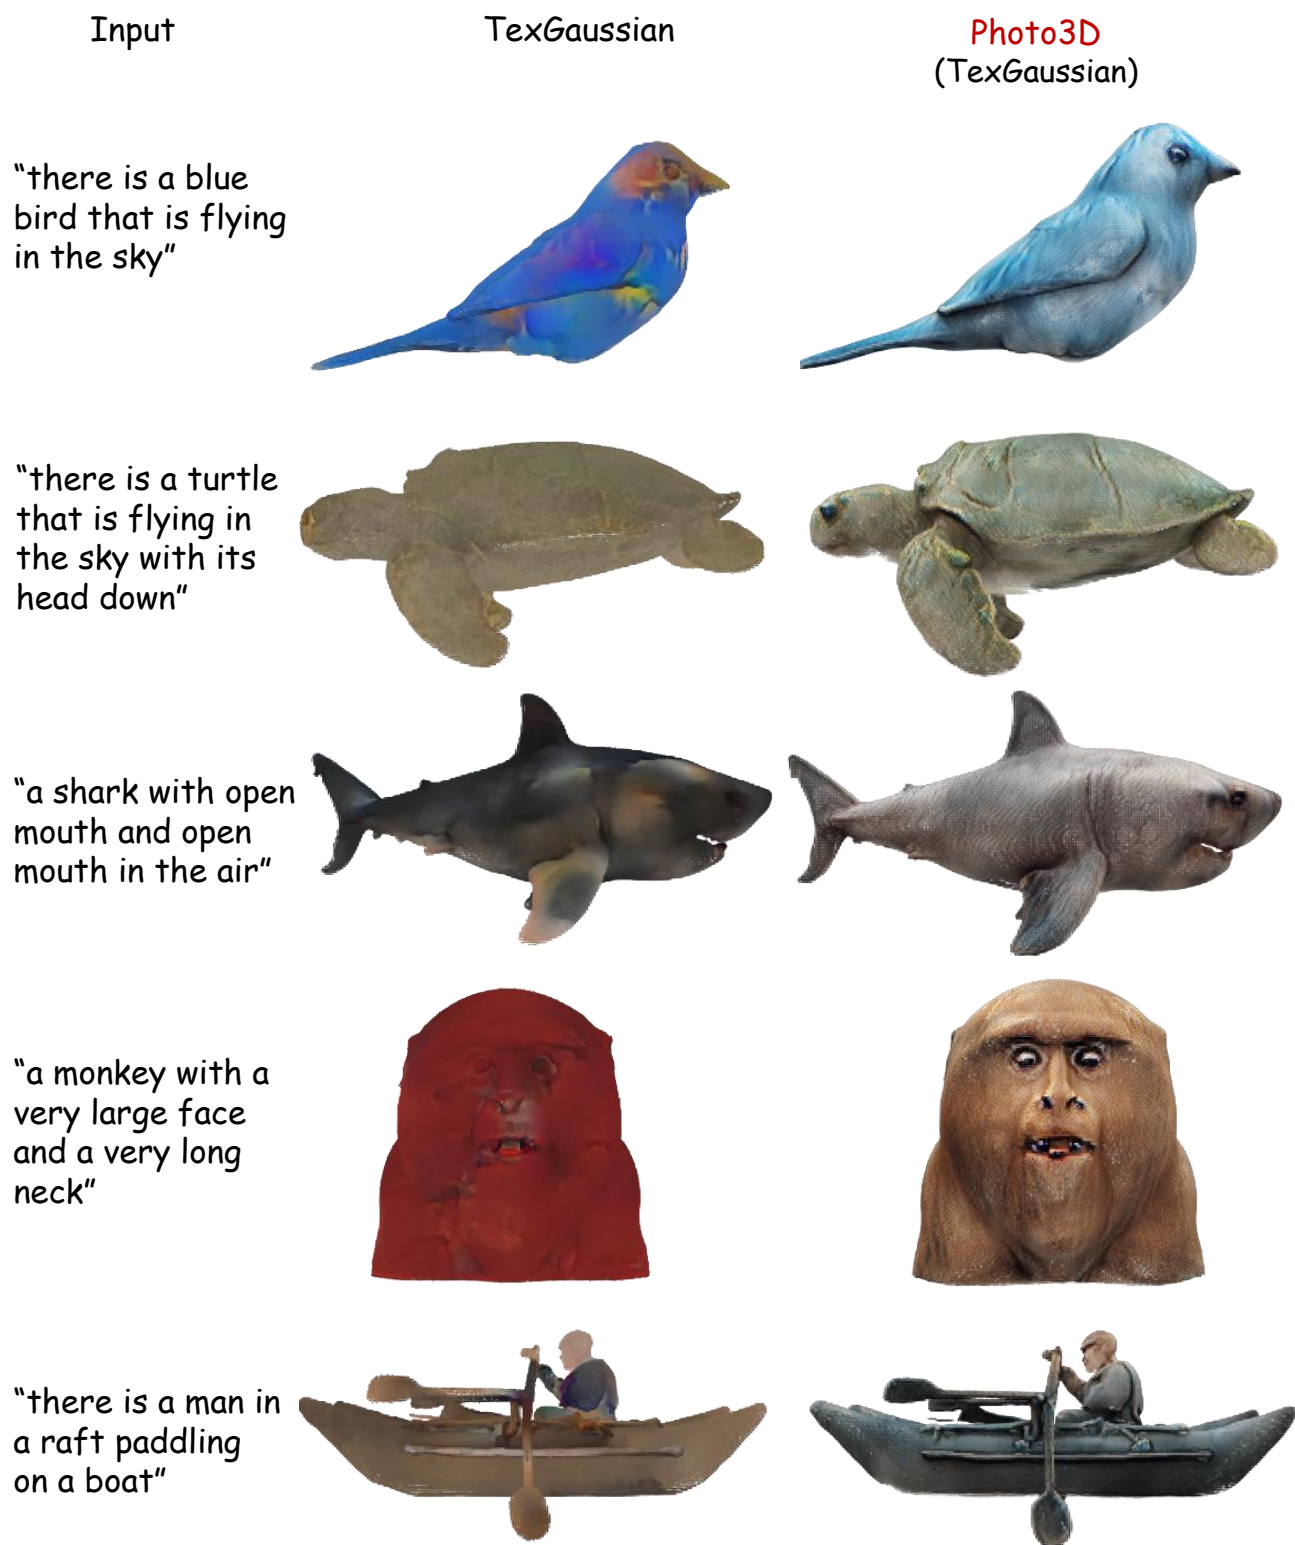 Input
TexGaussian
Photo3D
(TexGaussian)
“there is a blue
bird that is flying
in the sky”
“there is a turtle
that is flying in
the sky with its
head down”
“a shark with open
mouth and open
mouth in the air”
“a monkey with a
very large face
and a very long
neck”
“there is a man in
a raft paddling
on a boat”